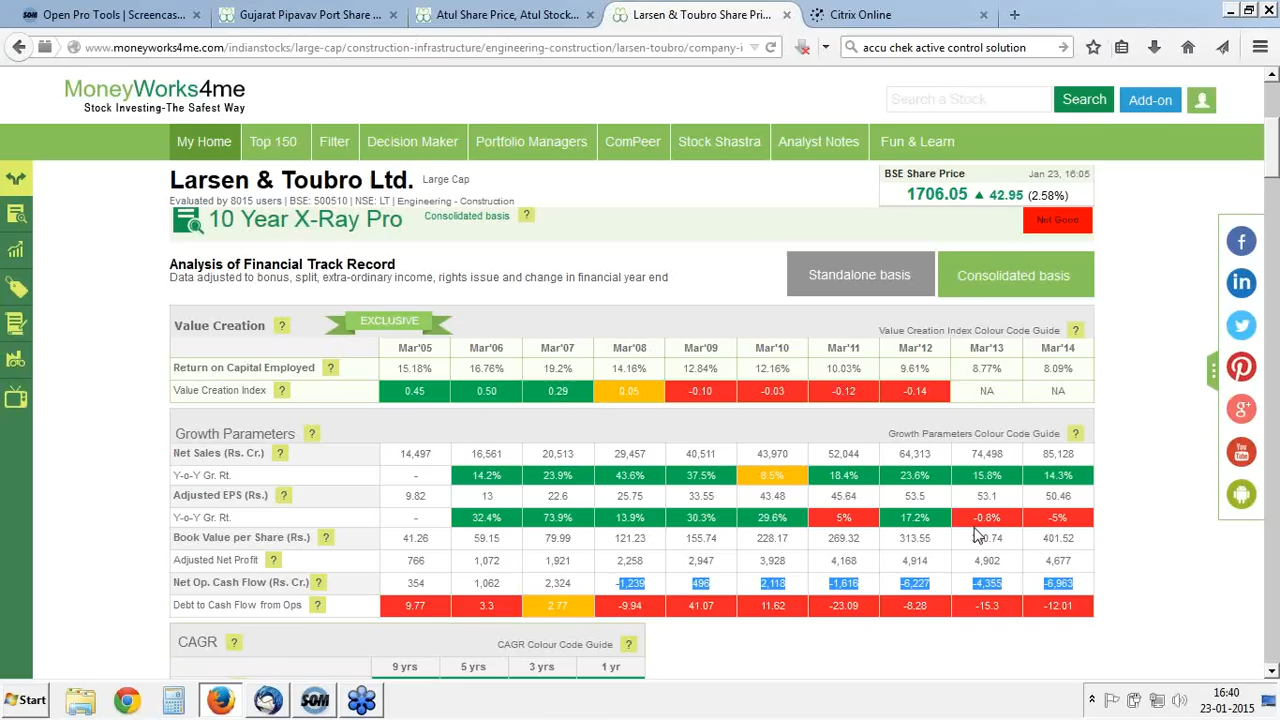 Open Pro Tools | Screencas...
Gujarat Pipavav Port Share ...
Atul Share Price, Atul Stock...
Larsen & Toubro Share Pri...
Citrix Online
www.moneyworks4me.com/indianstocks/large-cap/construction-infrastructure/engineering-construction/larsen-toubro/company-i
accu chek active control solution
MoneyWorks4me
Stock Investing-The Safest Way
Search a Stock
Search
Add-on
My Home
Top 150
Filter
Decision Maker
Portfolio Managers
ComPeer
Stock Shastra
Analyst Notes
Fun & Learn
Larsen & Toubro Ltd. Large Cap
BSE Share Price Jan 23, 16:05
1706.05 ▲ 42.95 (2.58%)
Evaluated by 8015 users | BSE: 500510 | NSE: LT | Engineering - Construction
10 Year X-Ray Pro Consolidated basis ?
Not Good
Analysis of Financial Track Record
Data adjusted to bonus, split, extra-ordinary income, rights issue and change in financial year end
Standalone basis
Consolidated basis
Value Creation ? EXCLUSIVE Value Creation Index Colour Code Guide ?
Mar'05 Mar'06 Mar'07 Mar'08 Mar'09 Mar'10 Mar'11 Mar'12 Mar'13 Mar'14
Return on Capital Employed ? 15.18% 16.76% 19.2% 14.16% 12.84% 12.16% 10.03% 9.61% 8.77% 8.09%
Value Creation Index ? 0.45 0.50 0.29 0.05 -0.10 -0.03 -0.12 -0.14 NA NA
Growth Parameters ? Growth Parameters Colour Code Guide ?
Net Sales (Rs. Cr.) ? 14,497 16,561 20,513 29,457 40,511 43,970 52,044 64,313 74,498 85,128
Y-o-Y Gr. Rt. - 14.2% 23.9% 43.6% 37.5% 8.5% 18.4% 23.6% 15.8% 14.3%
Adjusted EPS (Rs.) ? 9.82 13 22.6 25.75 33.55 43.48 45.64 53.5 53.1 50.46
Y-o-Y Gr. Rt. - 32.4% 73.9% 13.9% 30.3% 29.6% 5% 17.2% -0.8% -5%
Book Value per Share (Rs.) ? 41.26 59.15 79.99 121.23 155.74 228.17 269.32 313.55 401.52
Adjusted Net Profit ? 766 1,072 1,921 2,258 2,947 3,928 4,168 4,914 4,902 4,677
Net Op. Cash Flow (Rs. Cr.) ? 354 1,062 2,324 -1,239 496 2,118 -1,616 -6,227 -4,355 -6,963
Debt to Cash Flow from Ops ? 9.77 3.3 2.77 -9.94 41.07 11.62 -23.09 -8.28 -15.3 -12.01
CAGR ? CAGR Colour Code Guide ?
9 yrs 5 yrs 3 yrs 1 yr
Start
SOM
16:40
23-01-2015